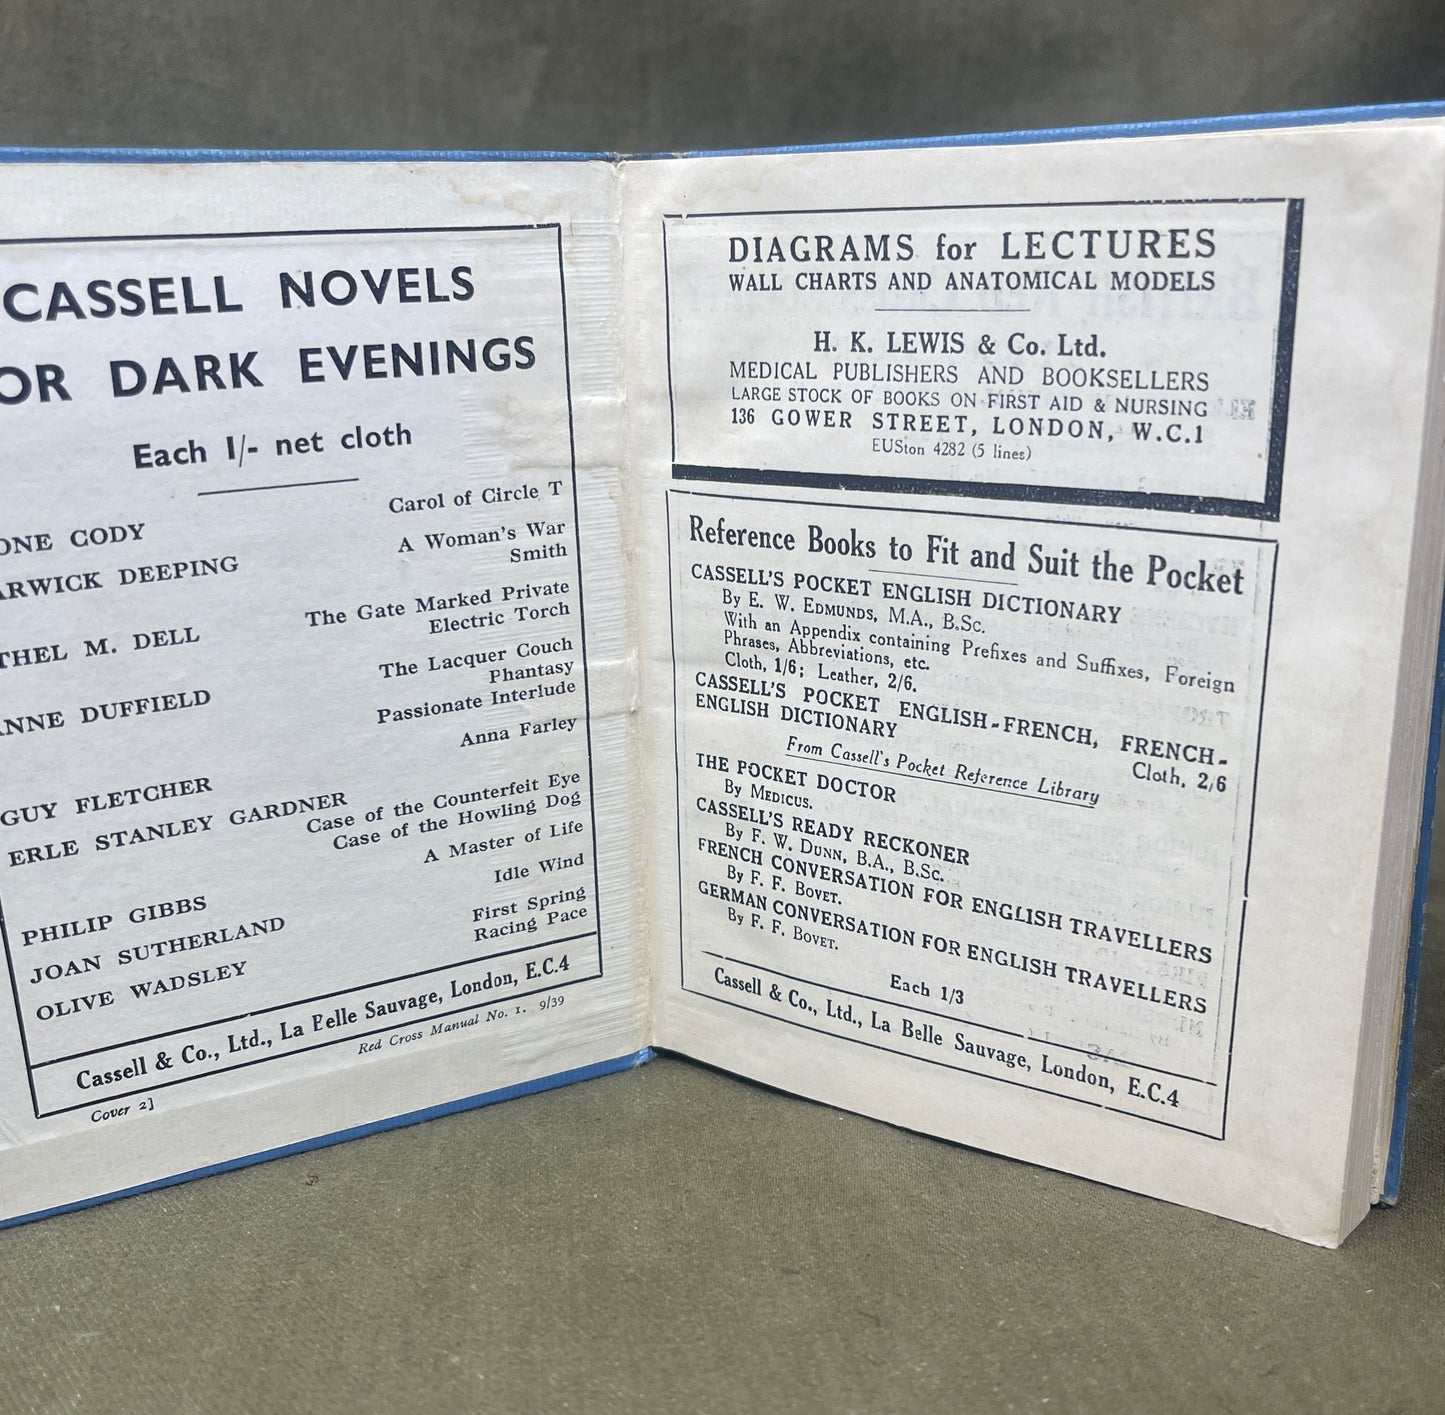 CASSELL NOVELS
OR DARK EVENINGS
Each 1/- net cloth
ONE CODY Carol of Circle T
ARWICK DEEPING A Woman's War
Smith
THEL M. DELL The Gate Marked Private
Electric Torch
NNE DUFFIELD The Lacquer Couch
Phantasy
Passionate Interlude
GUY FLETCHER Anna Farley
ERLE STANLEY GARDNER Case of the Counterfeit Eye
Case of the Howling Dog
PHILIP GIBBS A Master of Life
JOAN SUTHERLAND Idle Wind
OLIVE WADSLEY First Spring
Racing Pace
Cassell & Co., Ltd., La Belle Sauvage, London, E.C.4
Red Cross Manual No. 1. 9/39
Cover 2]
DIAGRAMS for LECTURES
WALL CHARTS AND ANATOMICAL MODELS
H. K. LEWIS & Co. Ltd.
MEDICAL PUBLISHERS AND BOOKSELLERS
LARGE STOCK OF BOOKS ON FIRST AID & NURSING
136 GOWER STREET, LONDON, W.C.1
EUSton 4282 (5 lines)
Reference Books to Fit and Suit the Pocket
CASSELL'S POCKET ENGLISH DICTIONARY
By E. W. EDMUNDS, M.A., B.Sc.
With an Appendix containing Prefixes and Suffixes, Foreign
Phrases, Abbreviations, etc.
Cloth, 1/6; Leather, 2/6.
CASSELL'S POCKET ENGLISH-FRENCH, FRENCH-
ENGLISH DICTIONARY Cloth, 2/6
From Cassell's Pocket Reference Library
THE POCKET DOCTOR
By MEDICUS.
CASSELL'S READY RECKONER
By F. W. DUNN, B.A., B.Sc.
FRENCH CONVERSATION FOR ENGLISH TRAVELLERS
By F. F. BOVET.
GERMAN CONVERSATION FOR ENGLISH TRAVELLERS
By F. F. BOVET.
Each 1/3
Cassell & Co., Ltd., La Belle Sauvage, London, E.C.4